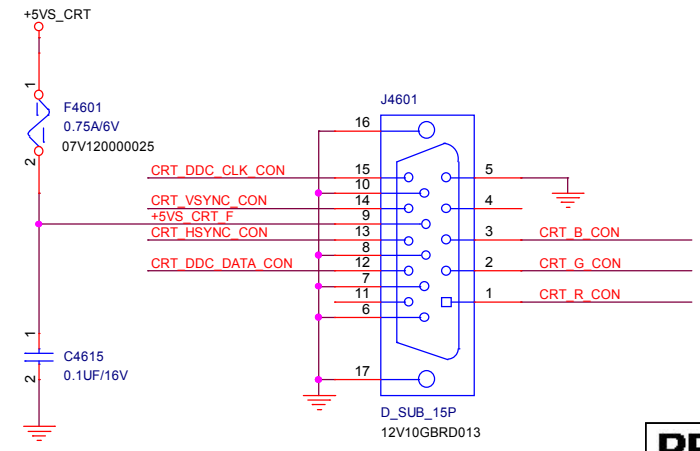 +5VS_CRT
1
F4601
0.75A/6V
07V120000025
2
J4601
16
CRT_DDC_CLK_CON
15
5
10
CRT_VSYNC_CON
14
4
+5VS_CRT_F
9
CRT_HSYNC_CON
13
3
CRT_B_CON
8
CRT_DDC_DATA_CON
12
2
CRT_G_CON
7
11
1
CRT_R_CON
6
1
C4615
0.1UF/16V
2
17
D_SUB_15P
12V10GBRD013